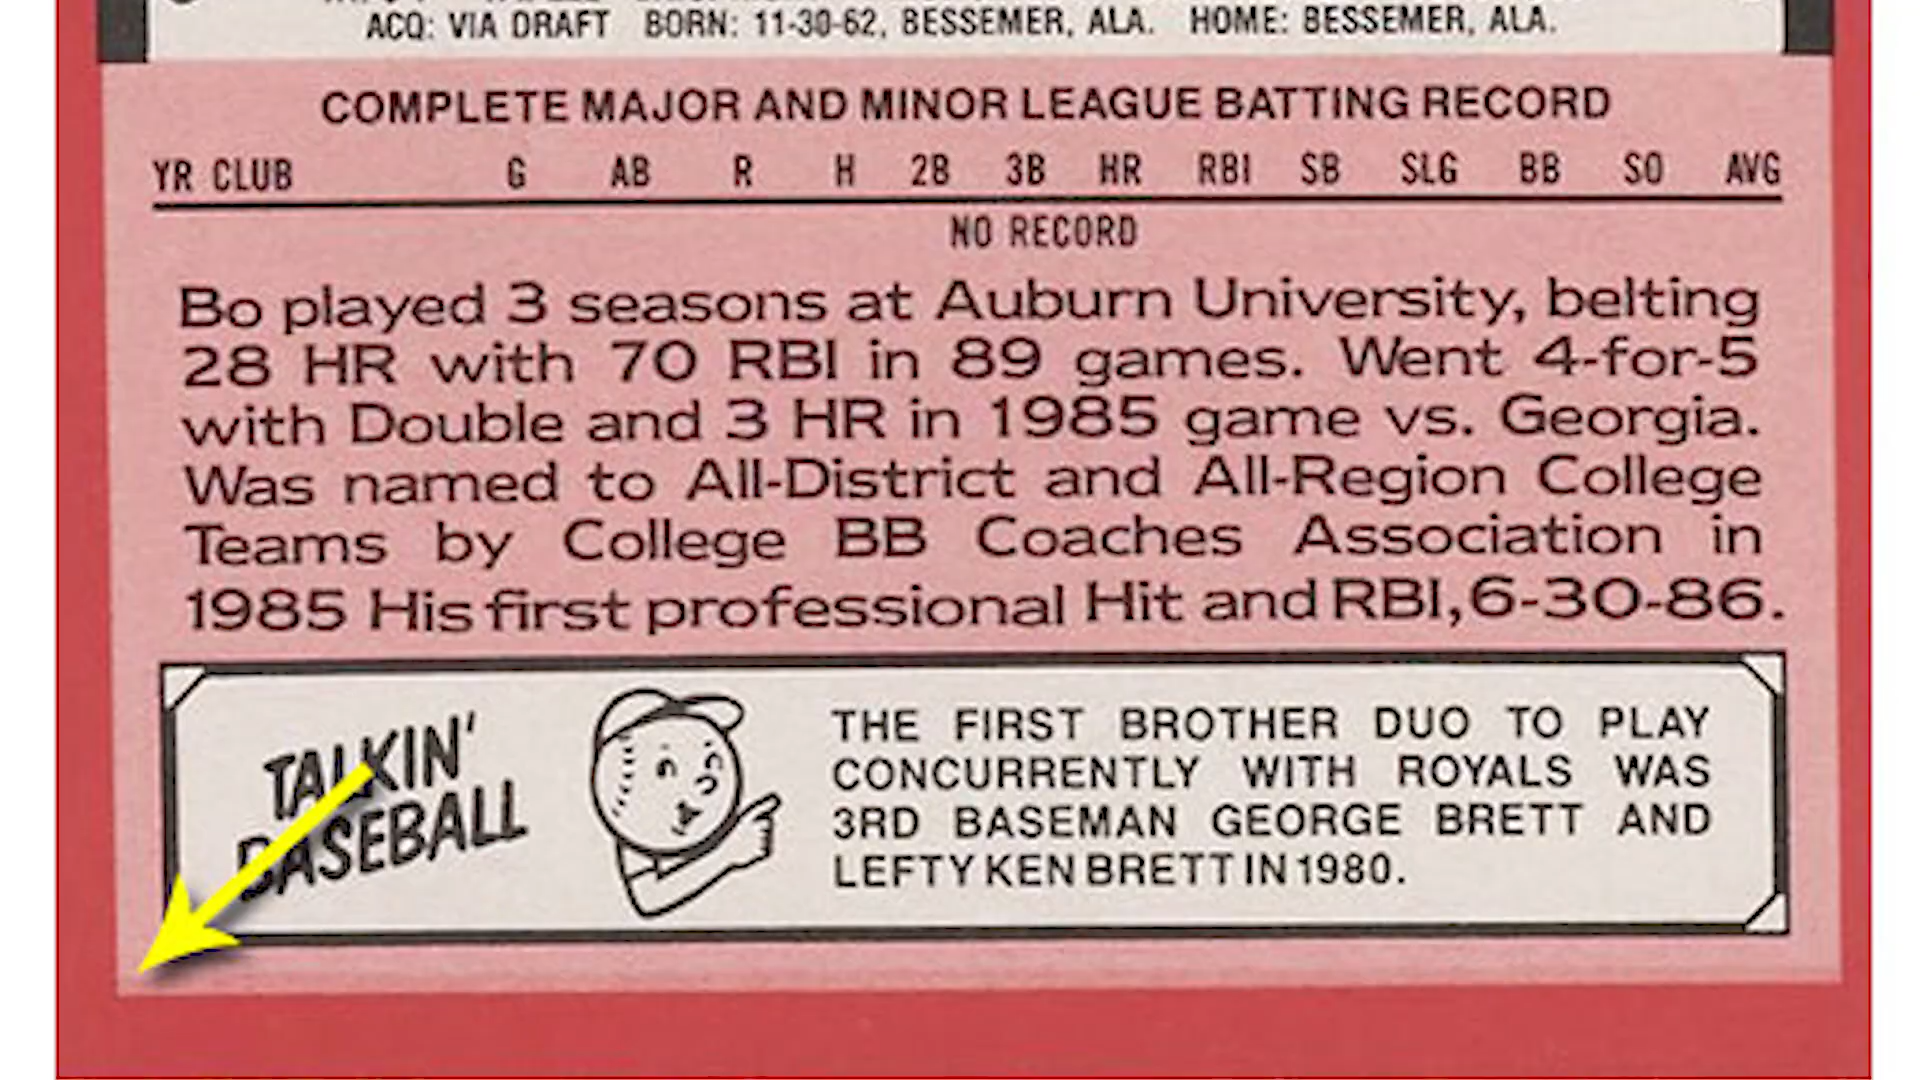 ACQ: VIA DRAFT BORN: 11-30-62, BESSEMER, ALA. HOME: BESSEMER, ALA.
COMPLETE MAJOR AND MINOR LEAGUE BATTING RECORD
YR CLUB G AB R H 2B 3B HR RBI SB SLG BB SO AVG
NO RECORD
Bo played 3 seasons at Auburn University, belting
28 HR with 70 RBI in 89 games. Went 4-for-5
with Double and 3 HR in 1985 game vs. Georgia.
Was named to All-District and All-Region College
Teams by College BB Coaches Association in
1985 His first professional Hit and RBI, 6-30-86.
TALKIN'
BASEBALL
THE FIRST BROTHER DUO TO PLAY
CONCURRENTLY WITH ROYALS WAS
3RD BASEMAN GEORGE BRETT AND
LEFTY KEN BRETT IN 1980.